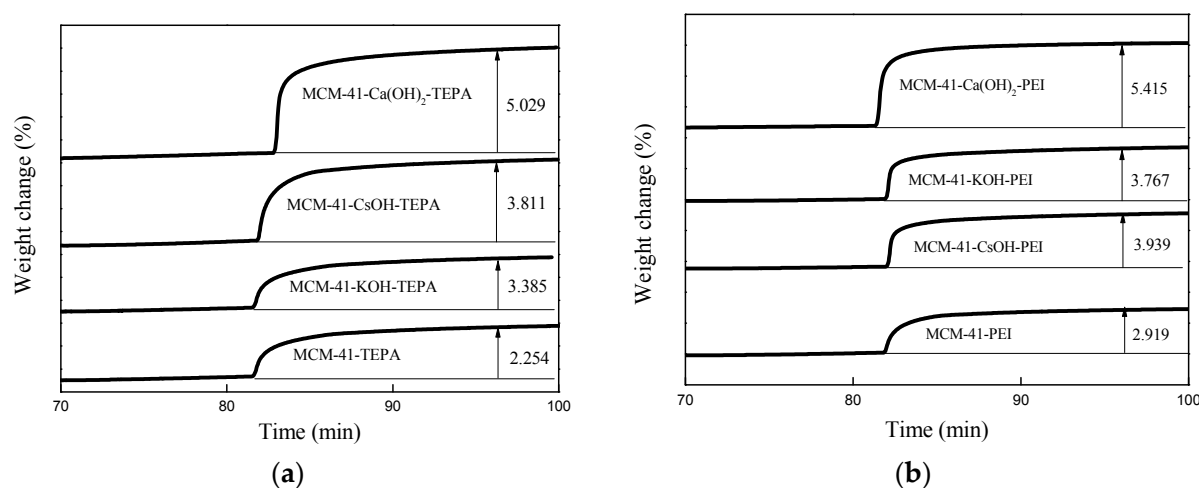 Weight change (%)
MCM-41-Ca(OH)2-TEPA
5.029
MCM-41-CsOH-TEPA
3.811
MCM-41-KOH-TEPA
3.385
MCM-41-TEPA
2.254
70 80 90 100
Time (min)
(a)
Weight change (%)
MCM-41-Ca(OH)2-PEI
5.415
MCM-41-KOH-PEI
3.767
MCM-41-CsOH-PEI
3.939
MCM-41-PEI
2.919
70 80 90 100
Time (min)
(b)